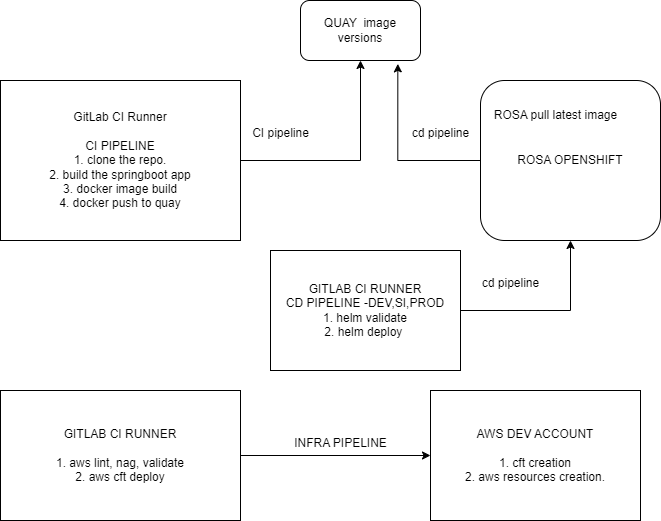 QUAY image
versions
GitLab CI Runner
CI PIPELINE
1. clone the repo.
2. build the springboot app
3. docker image build
4. docker push to quay
CI pipeline
cd pipeline
ROSA pull latest image
ROSA OPENSHIFT
GITLAB CI RUNNER
CD PIPELINE -DEV,SI,PROD
1. helm validate
2. helm deploy
cd pipeline
GITLAB CI RUNNER
1. aws lint, nag, validate
2. aws cft deploy
INFRA PIPELINE
AWS DEV ACCOUNT
1. cft creation
2. aws resources creation.